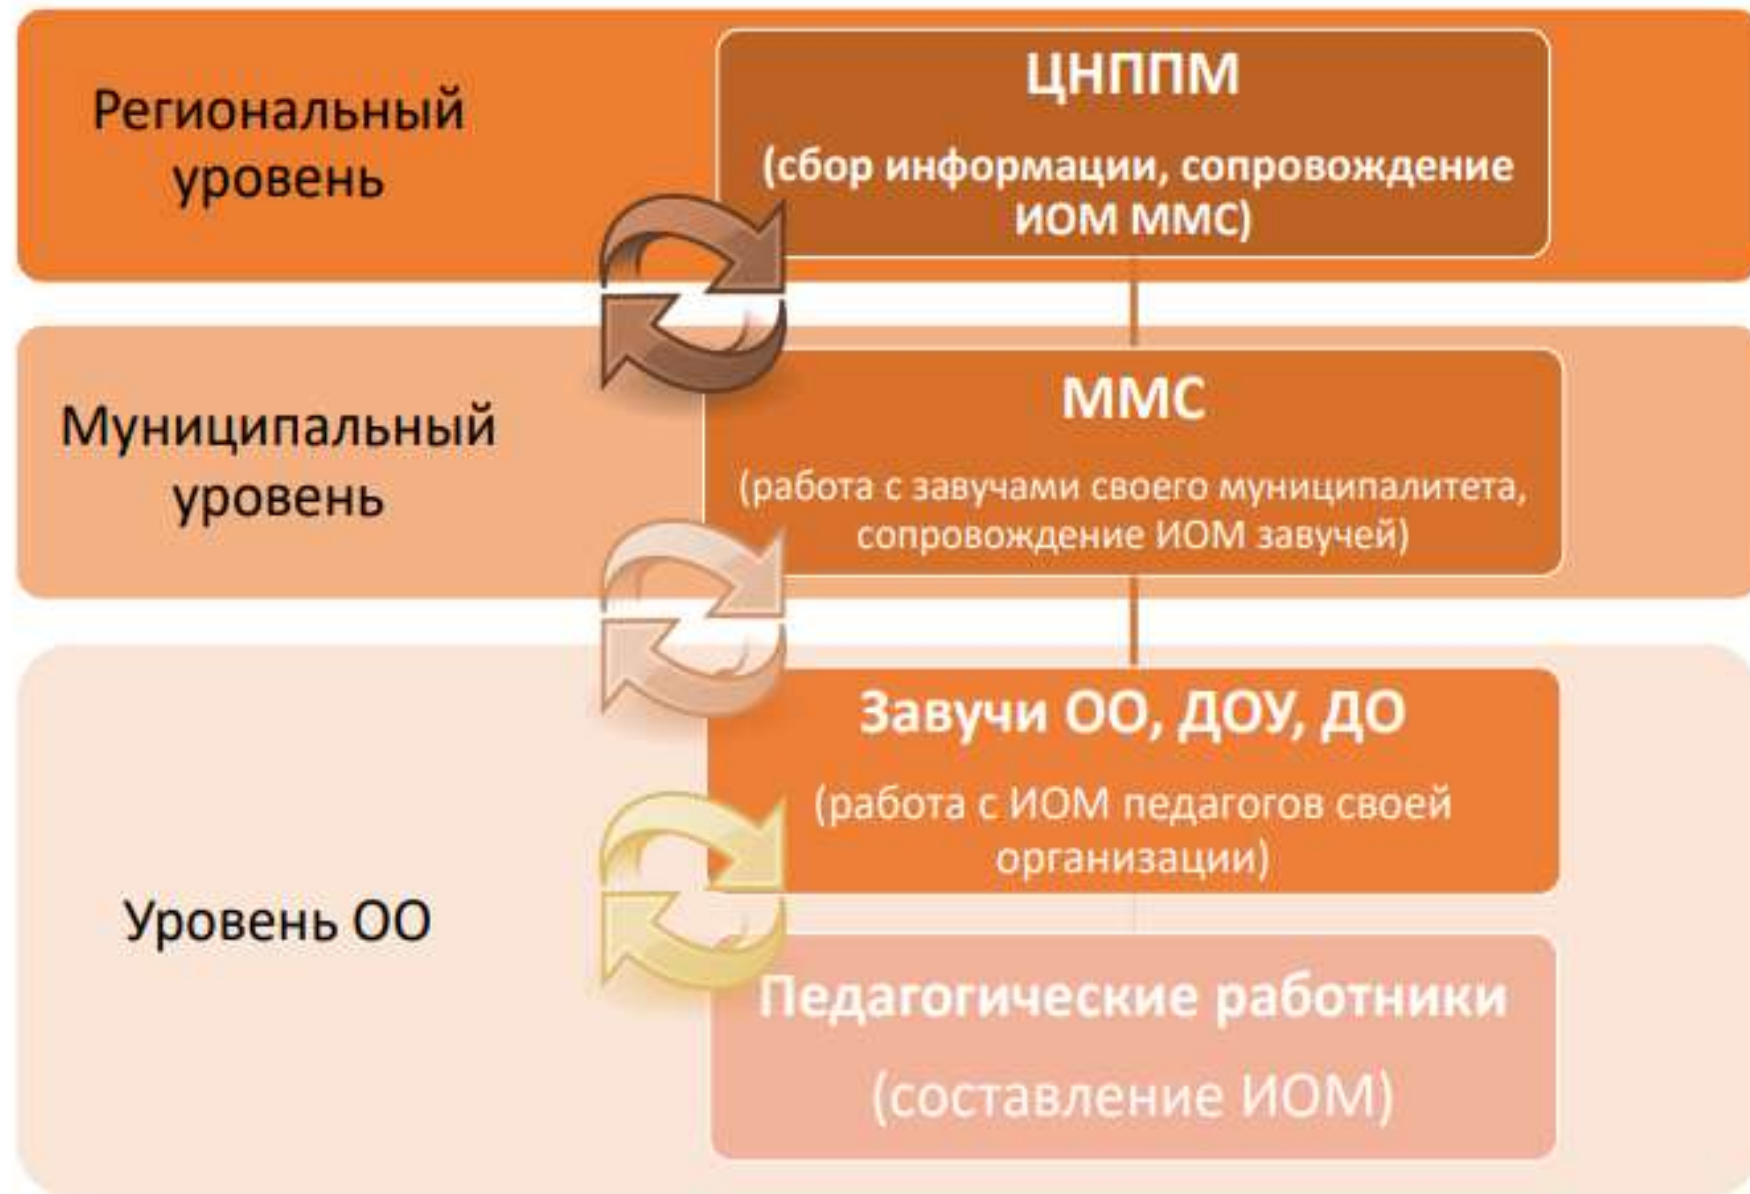 Региональный
уровень
ЦНППМ
(сбор информации, сопровождение
ИОМ ММС)
Муниципальный
уровень
ММС
(работа с завучами своего муниципалитета,
сопровождение ИОМ завучей)
Уровень ОО
Завучи ОО, ДОУ, ДО
(работа с ИОМ педагогов своей
организации)
Педагогические работники
(составление ИОМ)